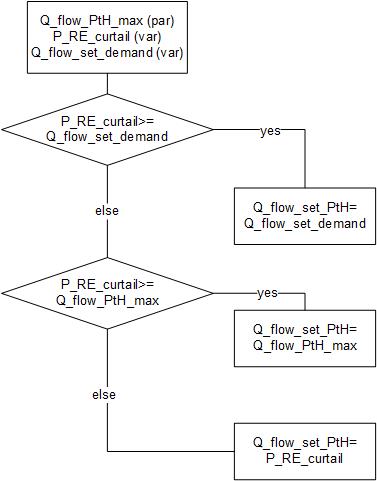 Q_flow_PtH_max (par)
P_RE_curtail (var)
Q_flow_set_demand (var)
P_RE_curtail>=
Q_flow_set_demand
yes
Q_flow_set_PtH=
Q_flow_set_demand
else
P_RE_curtail>=
Q_flow_PtH_max
yes
Q_flow_set_PtH=
Q_flow_PtH_max
else
Q_flow_set_PtH=
P_RE_curtail